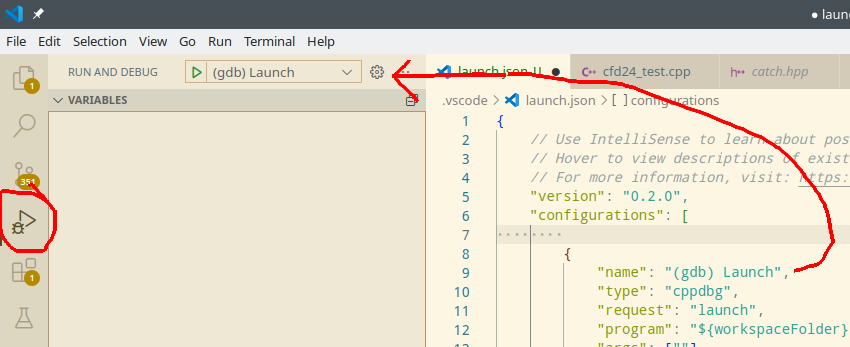 ● laun
File Edit Selection View Go Run Terminal Help
RUN AND DEBUG (gdb) Launch
launch.json U ● cfd24_test.cpp catch.hpp
VARIABLES
.vscode > launch.json > [ ] configurations
1
351
1
1 {
2 // Use IntelliSense to learn about pos
3 // Hover to view descriptions of exist
4 // For more information, visit: https:
5 "version": "0.2.0",
6 "configurations": [
7
8 {
9 "name": "(gdb) Launch",
10 "type": "cppdbg",
11 "request": "launch",
12 "program": "${workspaceFolder}
13 "args": [""]